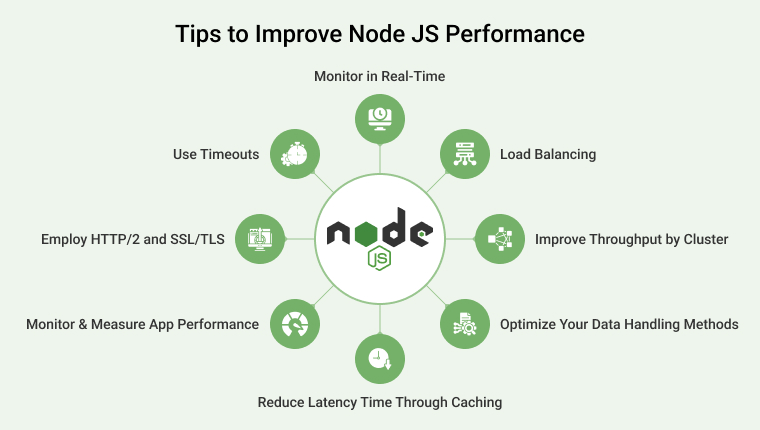 Tips to Improve Node JS Performance
Monitor in Real-Time
Use Timeouts
Load Balancing
Employ HTTP/2 and SSL/TLS
node
JS
Improve Throughput by Cluster
Monitor & Measure App Performance
Optimize Your Data Handling Methods
Reduce Latency Time Through Caching